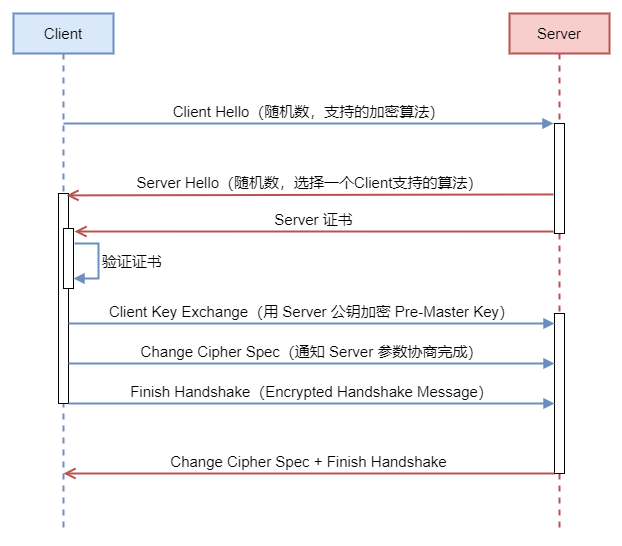 Client
Server
Client Hello（随机数，支持的加密算法）
Server Hello（随机数，选择一个Client支持的算法）
Server 证书
验证证书
Client Key Exchange（用 Server 公钥加密 Pre-Master Key）
Change Cipher Spec（通知 Server 参数协商完成）
Finish Handshake（Encrypted Handshake Message）
Change Cipher Spec + Finish Handshake